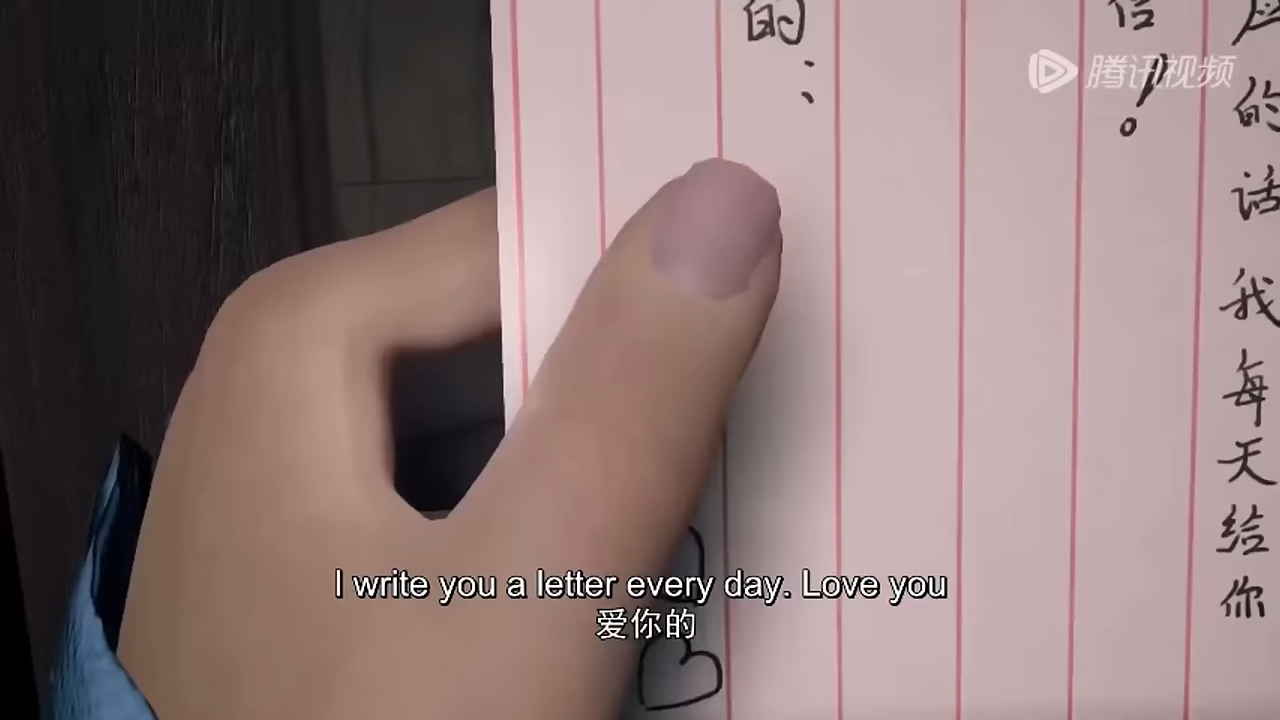 的：
信！
应的话我每天给你
腾讯视频
I write you a letter every day. Love you
爱你的